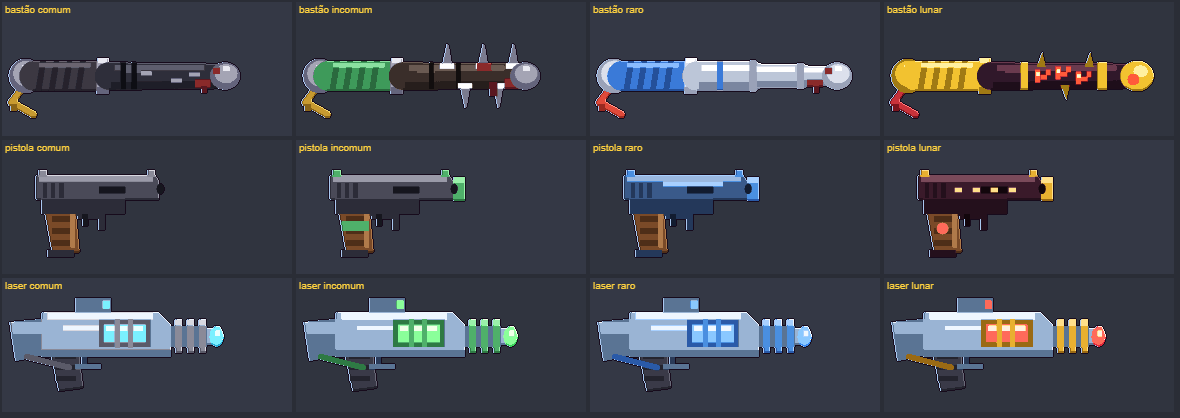 bastão comum
bastão incomum
bastão raro
bastão lunar
pistola comum
pistola incomum
pistola raro
pistola lunar
laser comum
laser incomum
laser raro
laser lunar